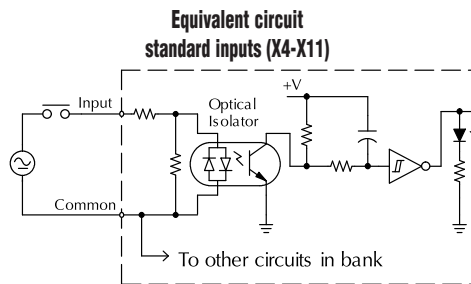 Equivalent circuit
standard inputs (X4-X11)
+V
Input
Optical
Isolator
Common
To other circuits in bank